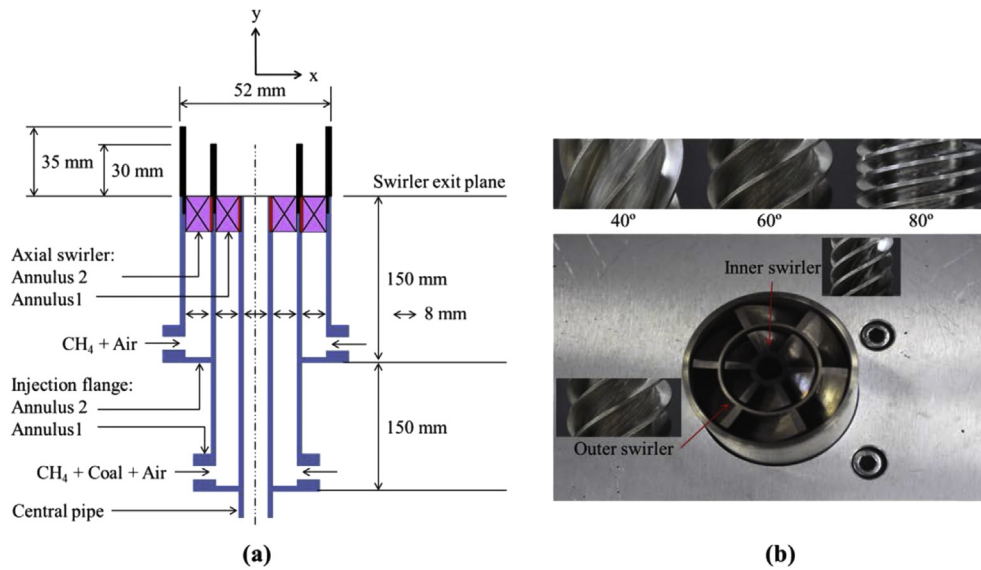 y
x
52 mm
35 mm
30 mm
Swirler exit plane
Axial swirler:
Annulus 2
Annulus1
150 mm
8 mm
CH₄ + Air
Injection flange:
Annulus 2
Annulus1
150 mm
CH₄ + Coal + Air
Central pipe
(a)
40º 60º 80º
Inner swirler
Outer swirler
(b)